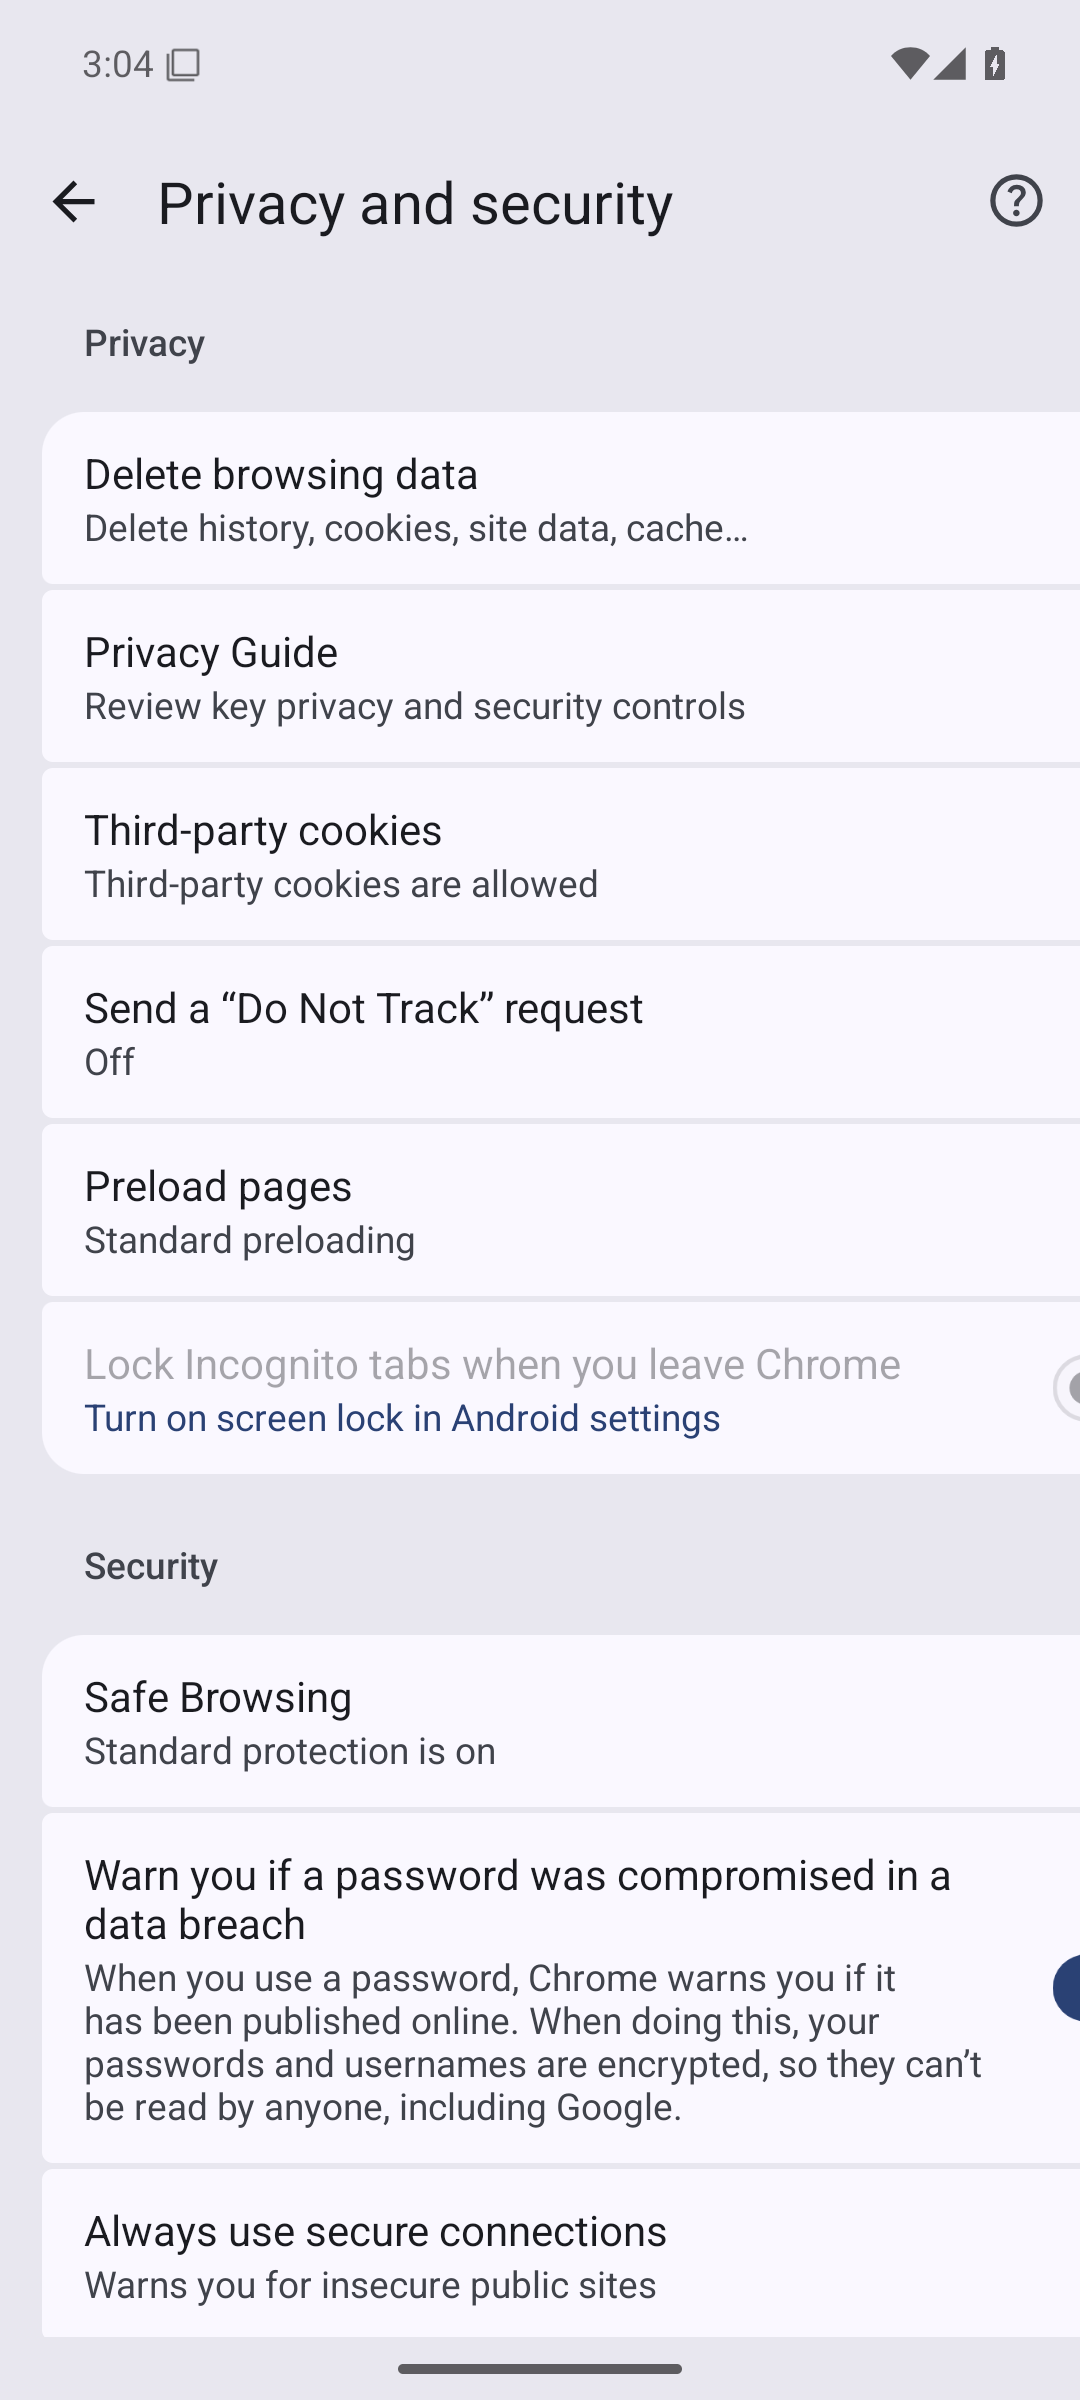 3:04
Privacy and security
Privacy
Delete browsing data
Delete history, cookies, site data, cache…
Privacy Guide
Review key privacy and security controls
Third-party cookies
Third-party cookies are allowed
Send a “Do Not Track” request
Off
Preload pages
Standard preloading
Lock Incognito tabs when you leave Chrome
Turn on screen lock in Android settings
Security
Safe Browsing
Standard protection is on
Warn you if a password was compromised in a
data breach
When you use a password, Chrome warns you if it
has been published online. When doing this, your
passwords and usernames are encrypted, so they can’t
be read by anyone, including Google.
Always use secure connections
Warns you for insecure public sites